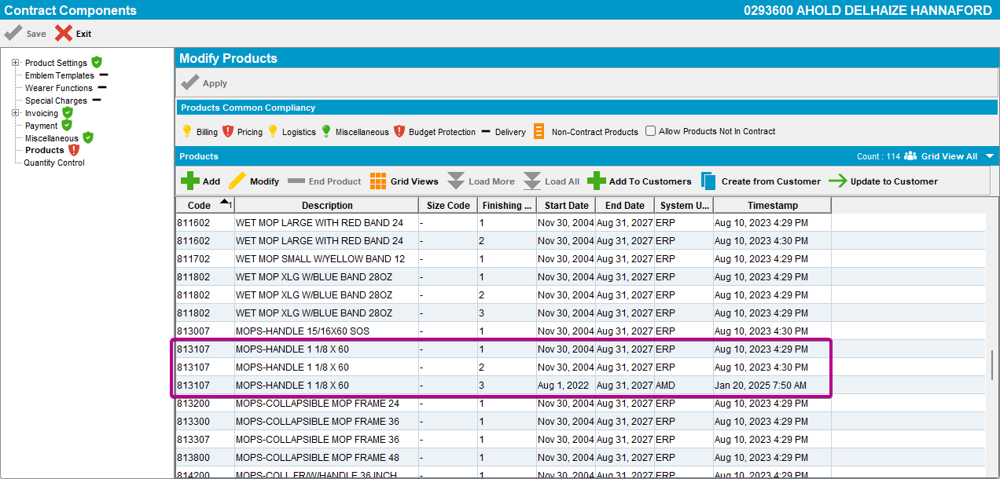 Contract Components 0293600 AHOLD DELHAIZE HANNAFORD
Save Exit
Product Settings
Emblem Templates
Wearer Functions
Special Charges
Invoicing
Payment
Miscellaneous
Products
Quantity Control
Modify Products
Apply
Products Common Compliancy
Billing Pricing Logistics Miscellaneous Budget Protection Delivery Non-Contract Products Allow Products Not In Contract
Products Count : 114 Grid View All
Add Modify End Product Grid Views Load More Load All Add To Customers Create from Customer Update to Customer
Code 1 Description Size Code Finishing ... Start Date End Date System U... Timestamp
811602 WET MOP LARGE WITH RED BAND 24 - 1 Nov 30, 2004 Aug 31, 2027 ERP Aug 10, 2023 4:29 PM
811602 WET MOP LARGE WITH RED BAND 24 - 2 Nov 30, 2004 Aug 31, 2027 ERP Aug 10, 2023 4:30 PM
811702 WET MOP SMALL W/YELLOW BAND 12 - 1 Nov 30, 2004 Aug 31, 2027 ERP Aug 10, 2023 4:29 PM
811802 WET MOP XLG W/BLUE BAND 28OZ - 1 Nov 30, 2004 Aug 31, 2027 ERP Aug 10, 2023 4:29 PM
811802 WET MOP XLG W/BLUE BAND 28OZ - 2 Nov 30, 2004 Aug 31, 2027 ERP Aug 10, 2023 4:29 PM
811802 WET MOP XLG W/BLUE BAND 28OZ - 3 Nov 30, 2004 Aug 31, 2027 ERP Aug 10, 2023 4:29 PM
813007 MOPS-HANDLE 15/16X60 SOS - 1 Nov 30, 2004 Aug 31, 2027 ERP Aug 10, 2023 4:29 PM
813107 MOPS-HANDLE 1 1/8 X 60 - 1 Nov 30, 2004 Aug 31, 2027 ERP Aug 10, 2023 4:29 PM
813107 MOPS-HANDLE 1 1/8 X 60 - 2 Nov 30, 2004 Aug 31, 2027 ERP Aug 10, 2023 4:30 PM
813107 MOPS-HANDLE 1 1/8 X 60 - 3 Aug 1, 2022 Aug 31, 2027 AMD Jan 20, 2025 7:50 AM
813200 MOPS-COLLAPSIBLE MOP FRAME 24 - 1 Nov 30, 2004 Aug 31, 2027 ERP Aug 10, 2023 4:29 PM
813300 MOPS-COLLAPSIBLE MOP FRAME 36 - 1 Nov 30, 2004 Aug 31, 2027 ERP Aug 10, 2023 4:29 PM
813307 MOPS-COLLAPSIBLE MOP FRAME 36 - 1 Nov 30, 2004 Aug 31, 2027 ERP Aug 10, 2023 4:29 PM
813800 MOPS-COLLAPSIBLE MOP FRAME 48 - 1 Nov 30, 2004 Aug 31, 2027 ERP Aug 10, 2023 4:29 PM
814200 MOPS-COLL FR/W/HANDLE 36 INCH - 1 Nov 30, 2004 Aug 31, 2027 ERP Aug 10, 2023 4:29 PM